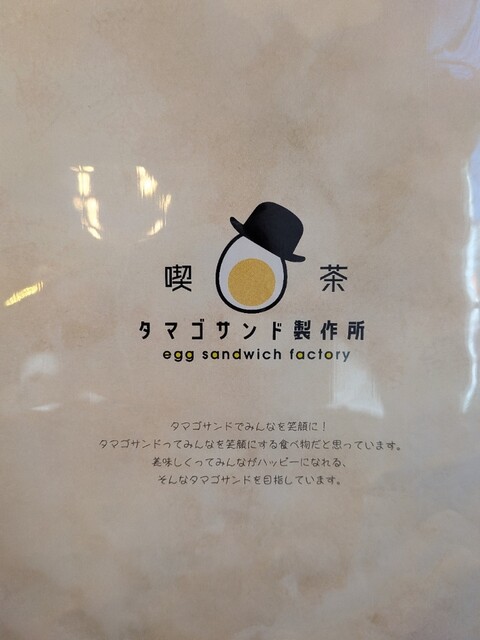 喫茶
タマゴサンド製作所
egg sandwich factory
タマゴサンドでみんなを笑顔に！
タマゴサンドってみんなを笑顔にする食べ物だと思っています。
美味しくってみんながハッピーになれる、
そんなタマゴサンドを目指しています。